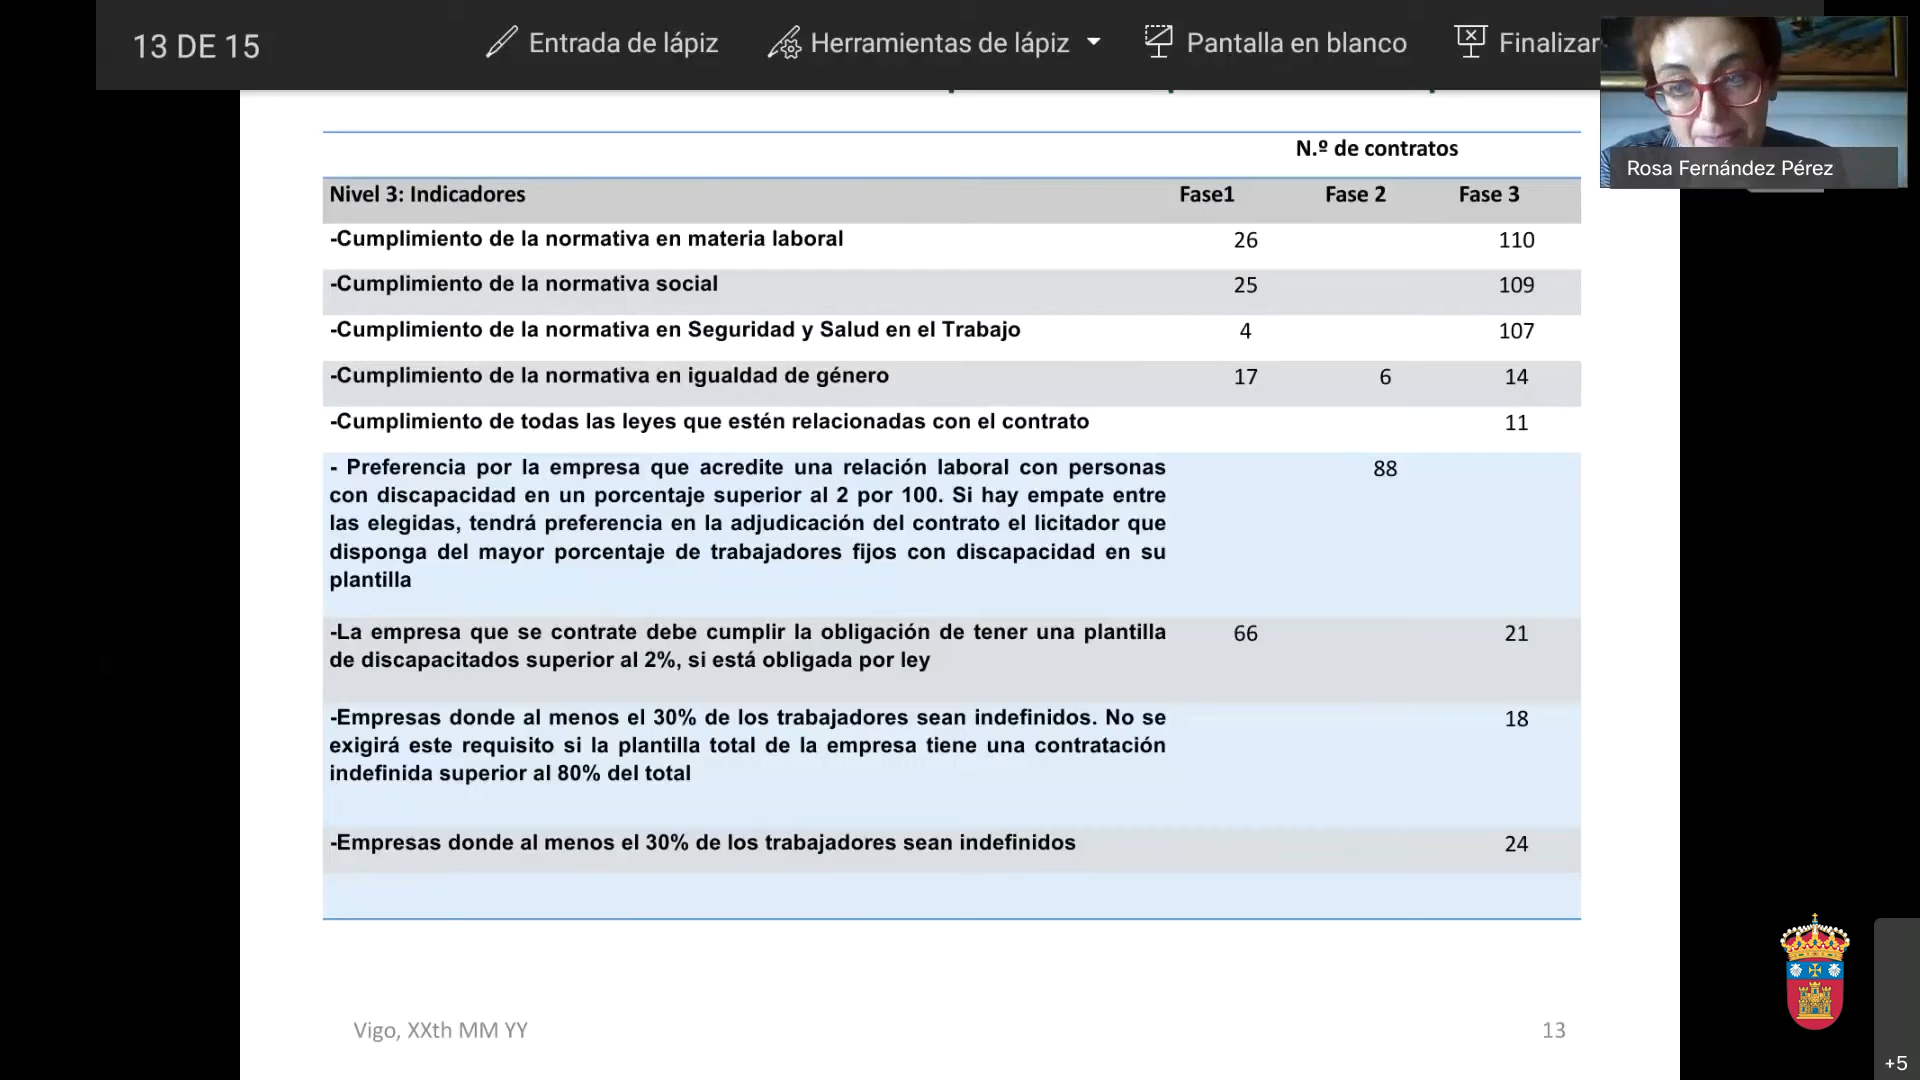 13 DE 15
Entrada de lápiz
Herramientas de lápiz
Pantalla en blanco
Finalizar
Rosa Fernández Pérez
N.º de contratos
Nivel 3: Indicadores Fase1 Fase 2 Fase 3
-Cumplimiento de la normativa en materia laboral 26 110
-Cumplimiento de la normativa social 25 109
-Cumplimiento de la normativa en Seguridad y Salud en el Trabajo 4 107
-Cumplimiento de la normativa en igualdad de género 17 6 14
-Cumplimiento de todas las leyes que estén relacionadas con el contrato 11
- Preferencia por la empresa que acredite una relación laboral con personas 88
con discapacidad en un porcentaje superior al 2 por 100. Si hay empate entre
las elegidas, tendrá preferencia en la adjudicación del contrato el licitador que
disponga del mayor porcentaje de trabajadores fijos con discapacidad en su
plantilla
-La empresa que se contrate debe cumplir la obligación de tener una plantilla 66 21
de discapacitados superior al 2%, si está obligada por ley
-Empresas donde al menos el 30% de los trabajadores sean indefinidos. No se 18
exigirá este requisito si la plantilla total de la empresa tiene una contratación
indefinida superior al 80% del total
-Empresas donde al menos el 30% de los trabajadores sean indefinidos 24
Vigo, XXth MM YY
13
+5